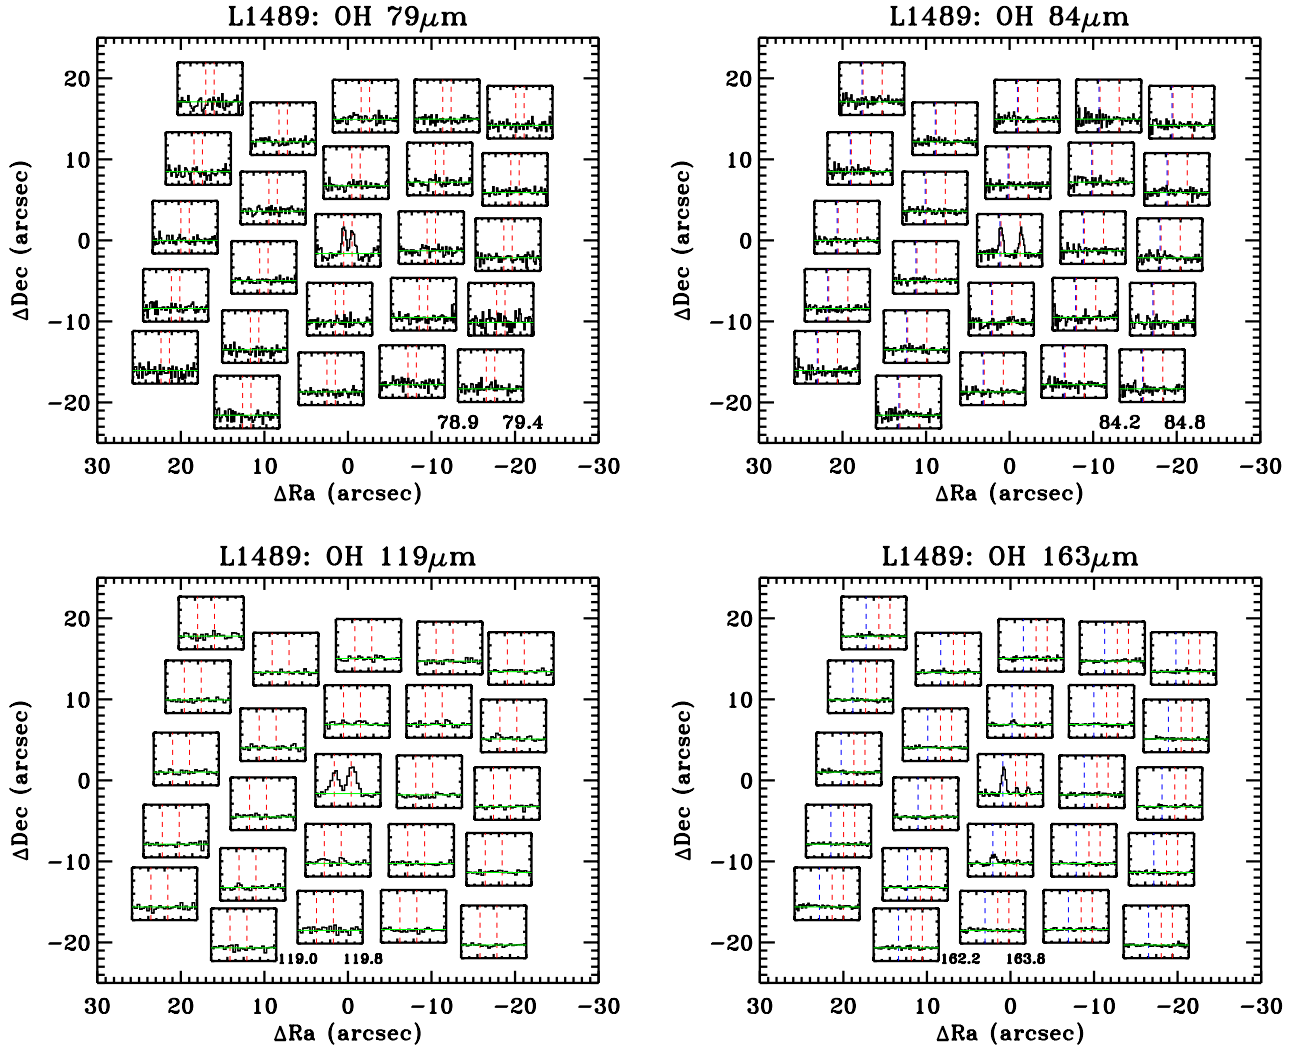 L1489: OH 79μm
L1489: OH 84μm
20
10
0
−10
−20
ΔDec (arcsec)
78.9 79.4
30 20 10 0 −10 −20 −30
ΔRa (arcsec)
20
10
0
−10
−20
ΔDec (arcsec)
84.2 84.8
30 20 10 0 −10 −20 −30
ΔRa (arcsec)
L1489: OH 119μm
L1489: OH 163μm
20
10
0
−10
−20
ΔDec (arcsec)
119.0 119.8
30 20 10 0 −10 −20 −30
ΔRa (arcsec)
20
10
0
−10
−20
ΔDec (arcsec)
162.2 163.8
30 20 10 0 −10 −20 −30
ΔRa (arcsec)